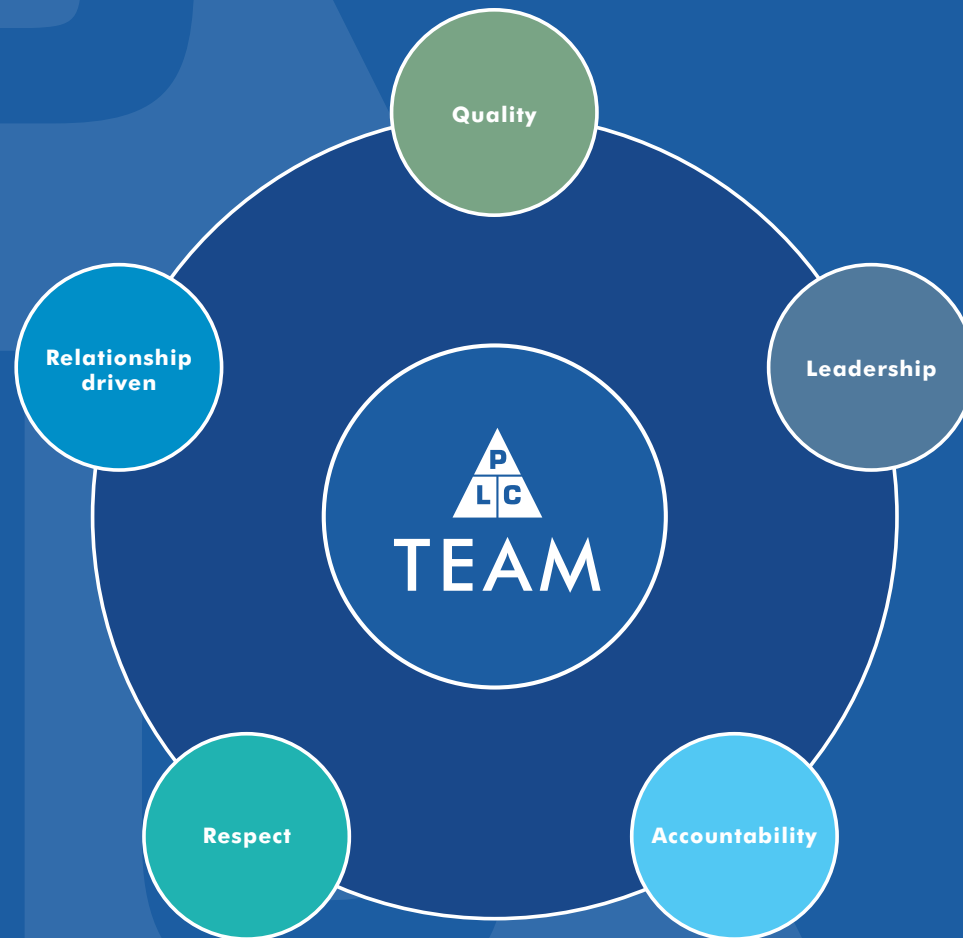 Quality
Relationship
driven
Leadership
P
L C
TEAM
Respect
Accountability